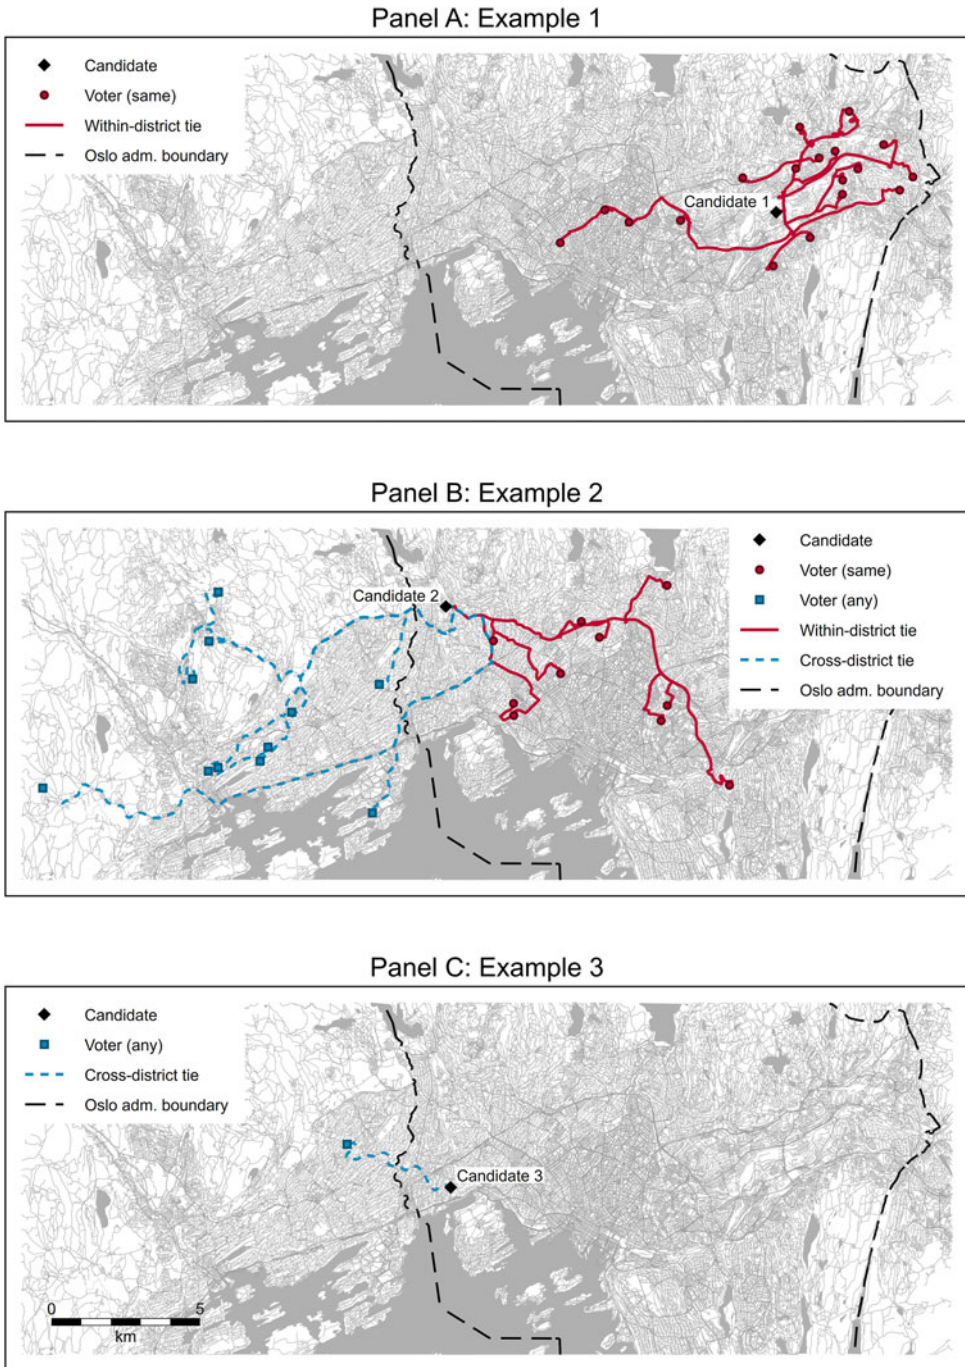 Panel A: Example 1
Candidate
Voter (same)
Within-district tie
Oslo adm. boundary
Candidate 1
Panel B: Example 2
Candidate
Voter (same)
Voter (any)
Within-district tie
Cross-district tie
Oslo adm. boundary
Candidate 2
Panel C: Example 3
Candidate
Voter (any)
Cross-district tie
Oslo adm. boundary
Candidate 3
0 5
km